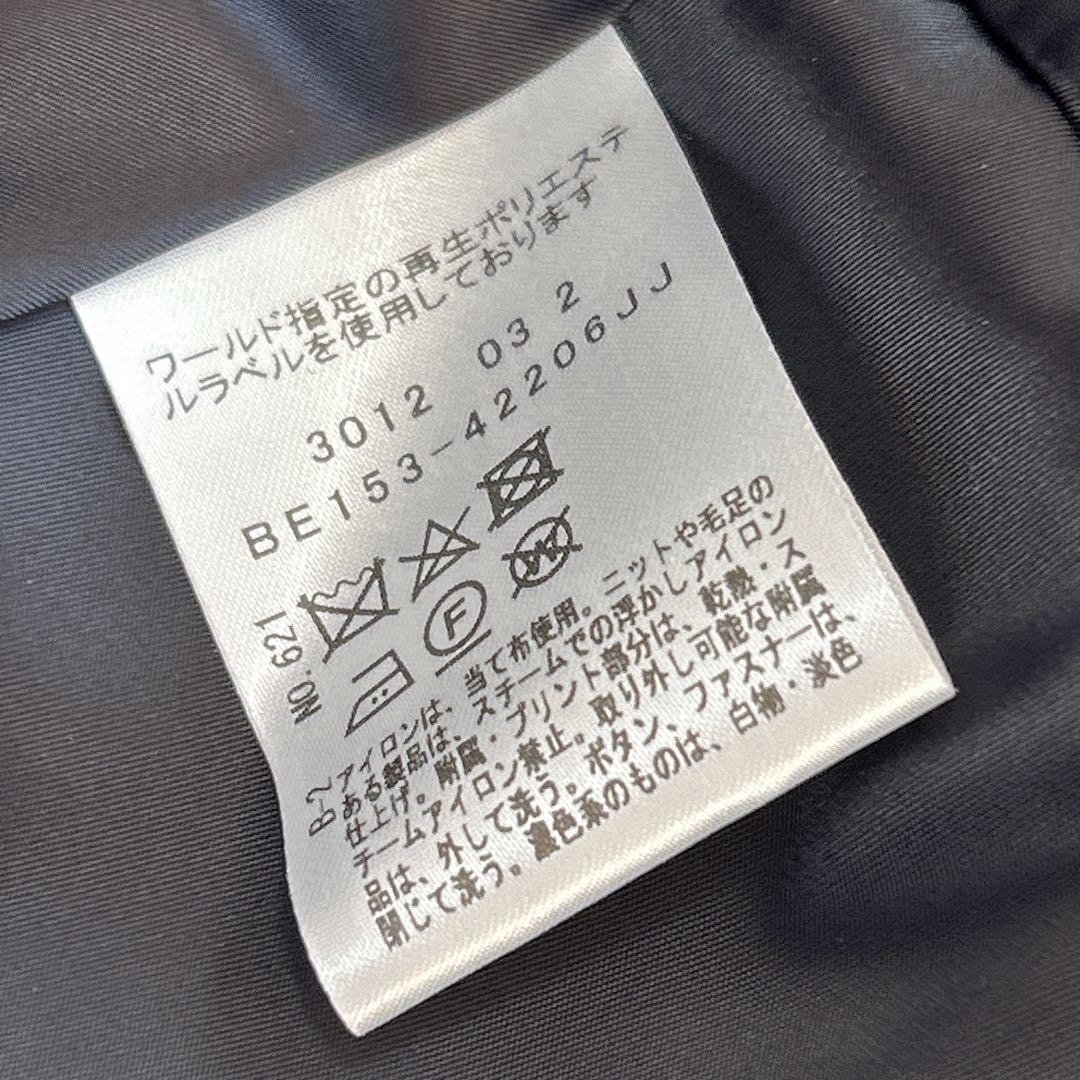 ワールド指定の再生ポリエステ
ルラベルを使用しております
3012 03 2
BE153-42206JJ
NO.621
F
W
B-2
アイロンは、当て布使用。ニットや毛足の
ある製品は、スチームでの浮かしアイロン
仕上げ。附属・プリント部分は、乾熱・ス
チームアイロン禁止。取り外し可能な附属
品は、外して洗う。ボタン、ファスナーは、
閉じて洗う。濃色系のものは、白物・淡色